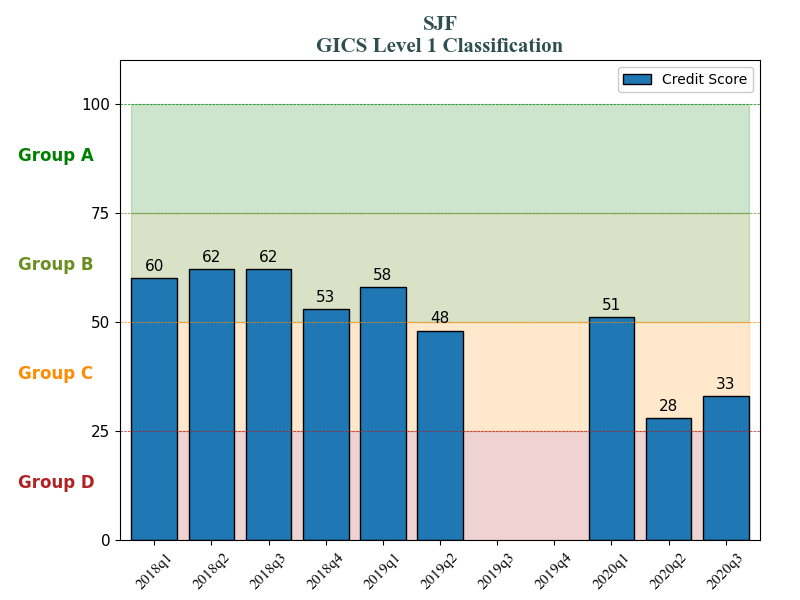 SJF
GICS Level 1 Classification
Credit Score
100
Group A
75
Group B
60
62
62
53
58
48
51
28
33
50
Group C
25
Group D
0
2018q1
2018q2
2018q3
2018q4
2019q1
2019q2
2019q3
2019q4
2020q1
2020q2
2020q3